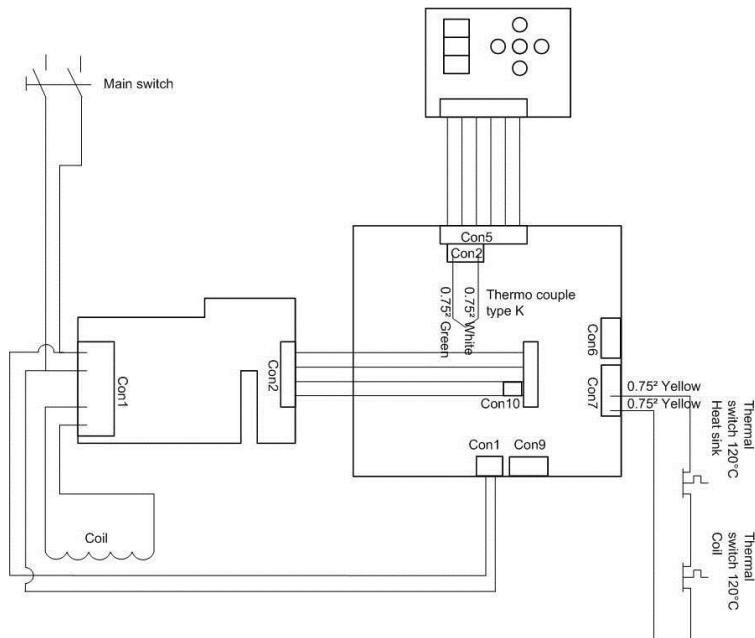 Main switch
Con5
Con2
0.75² Green
0.75² White
Thermo couple
type K
Con6
Con1
Con2
Con10
Con7
0.75² Yellow
0.75² Yellow
Thermal
switch 120°C
Heat sink
Con1
Con9
Coil
Thermal
switch 120°C
Coil